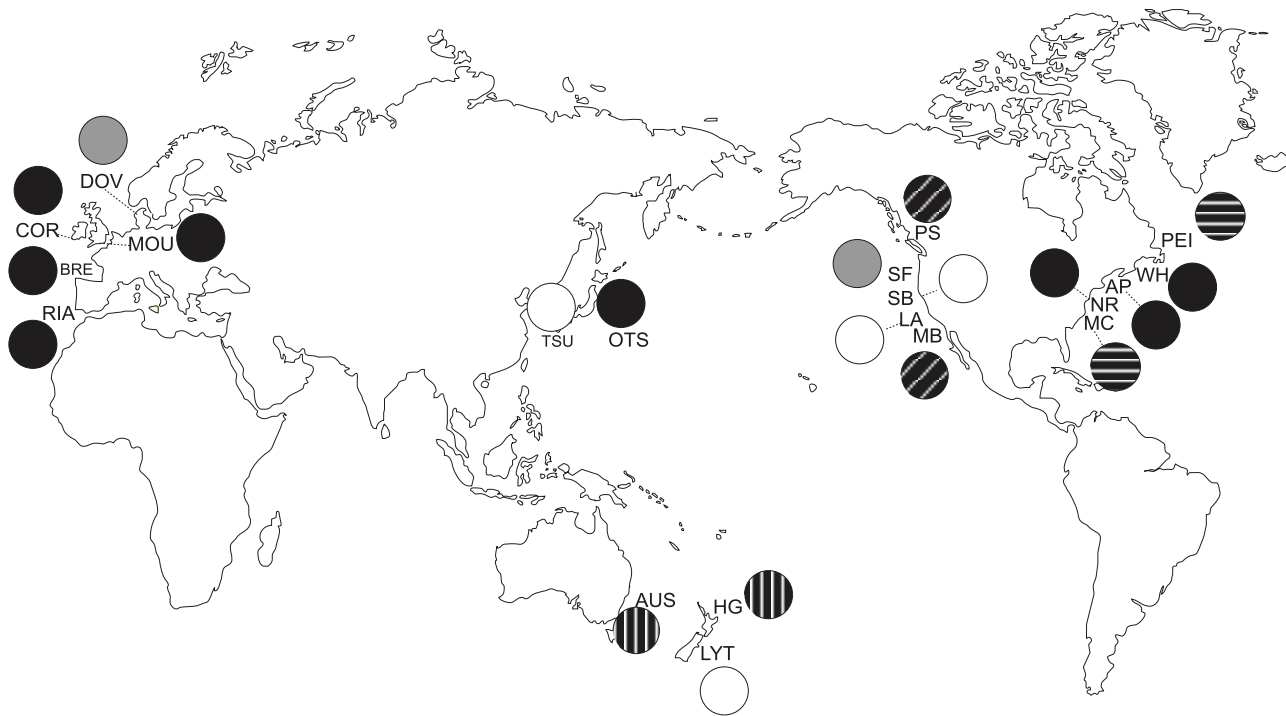 DOV
COR
MOU
BRE
RIA
TSU
OTS
PS
SF
SB
LA
MB
PEI
WH
AP
NR
MC
AUS
HG
LYT